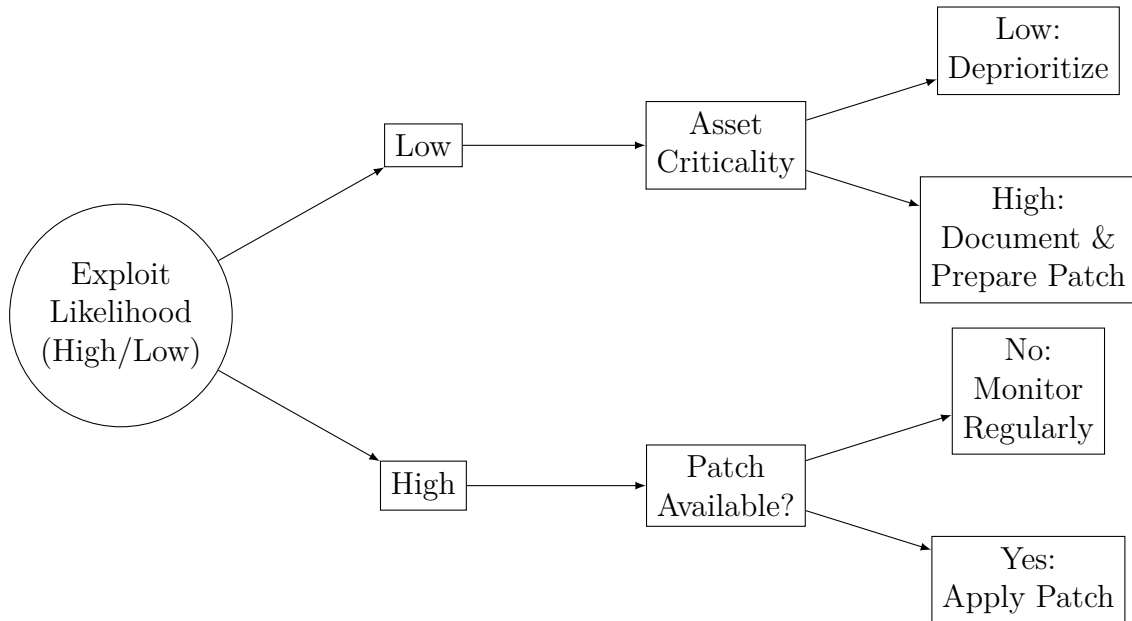 Exploit
Likelihood
(High/Low)
Low
Asset
Criticality
Low:
Deprioritize
High:
Document &
Prepare Patch
High
Patch
Available?
No:
Monitor
Regularly
Yes:
Apply Patch